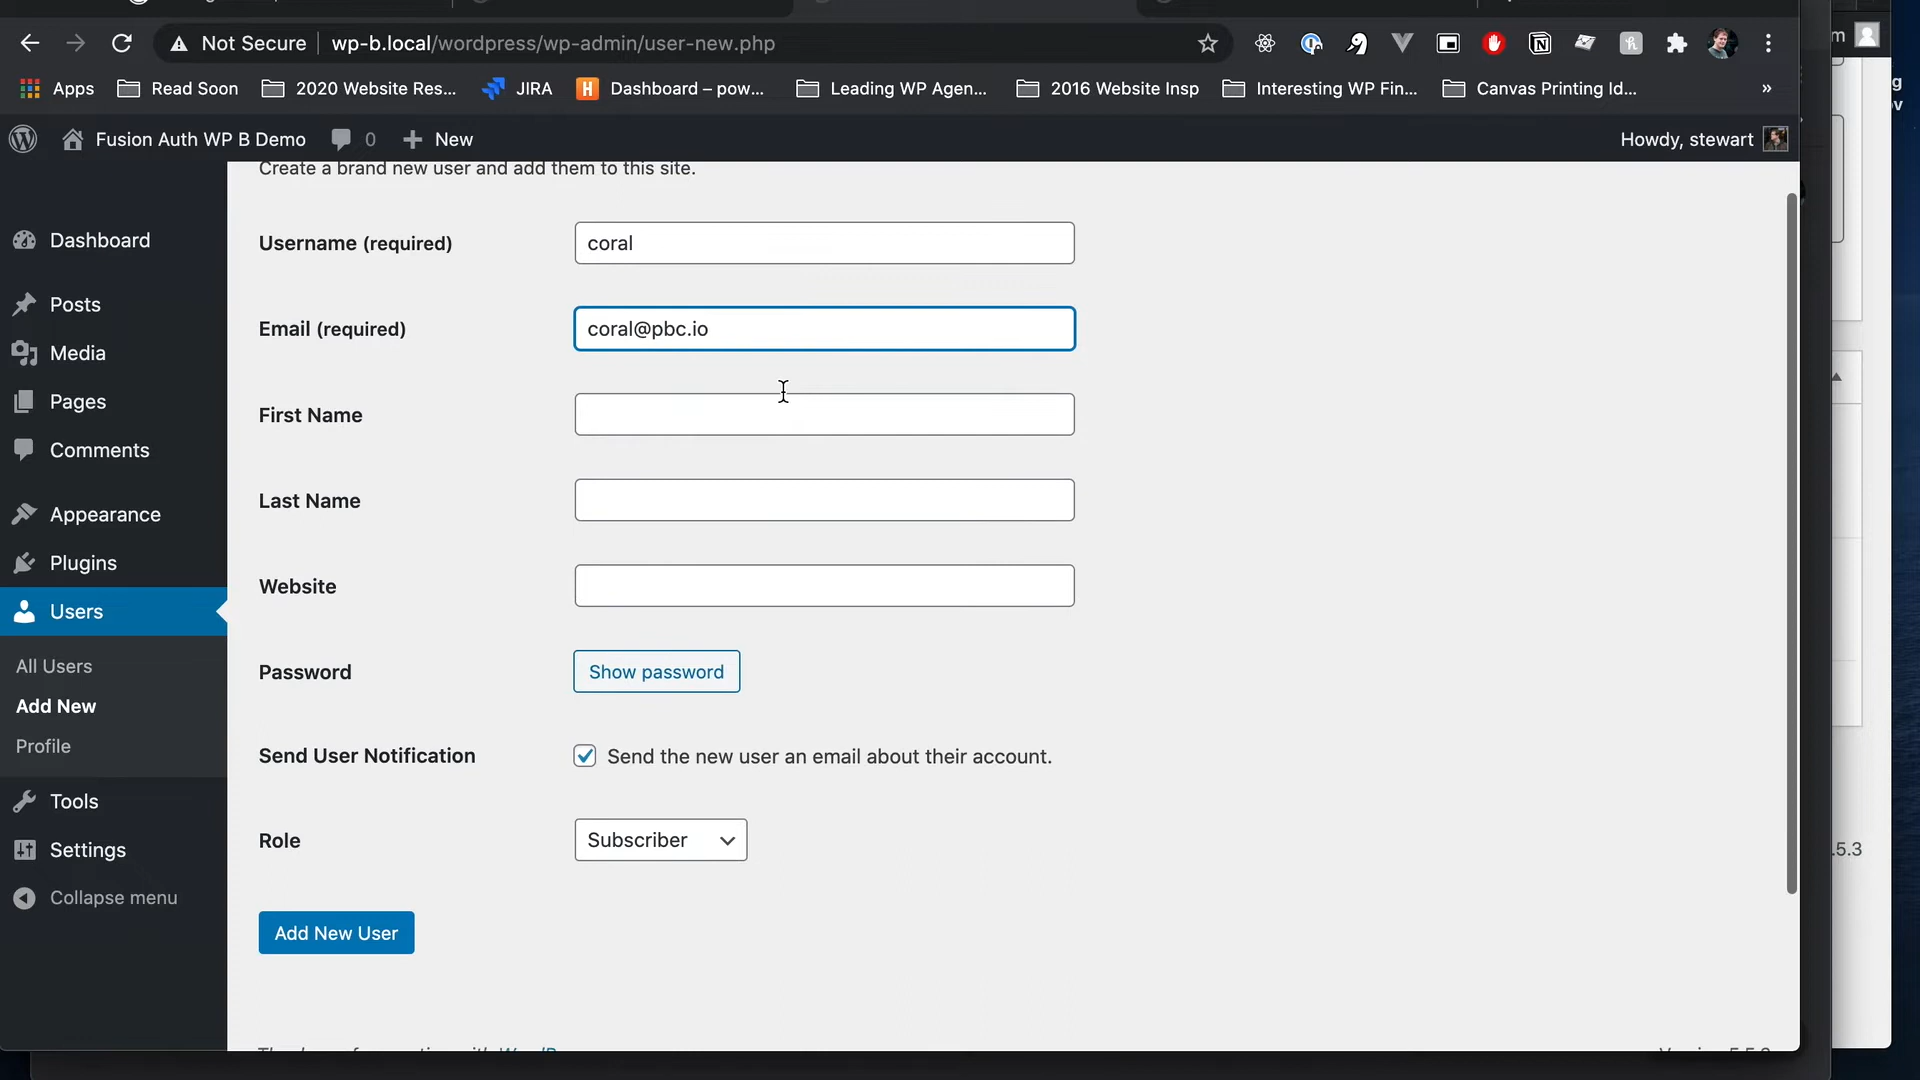 Not Secure wp-b.local/wordpress/wp-admin/user-new.php
Apps Read Soon 2020 Website Res... JIRA Dashboard – pow... Leading WP Agen... 2016 Website Insp Interesting WP Fin... Canvas Printing Id... »
Fusion Auth WP B Demo 0 New Howdy, stewart
Create a brand new user and add them to this site.
Username (required) coral
Email (required) coral@pbc.io
First Name
Last Name
Website
Password Show password
Send User Notification Send the new user an email about their account.
Role Subscriber
Add New User
Dashboard
Posts
Media
Pages
Comments
Appearance
Plugins
Users
All Users
Add New
Profile
Tools
Settings
Collapse menu
.5.3